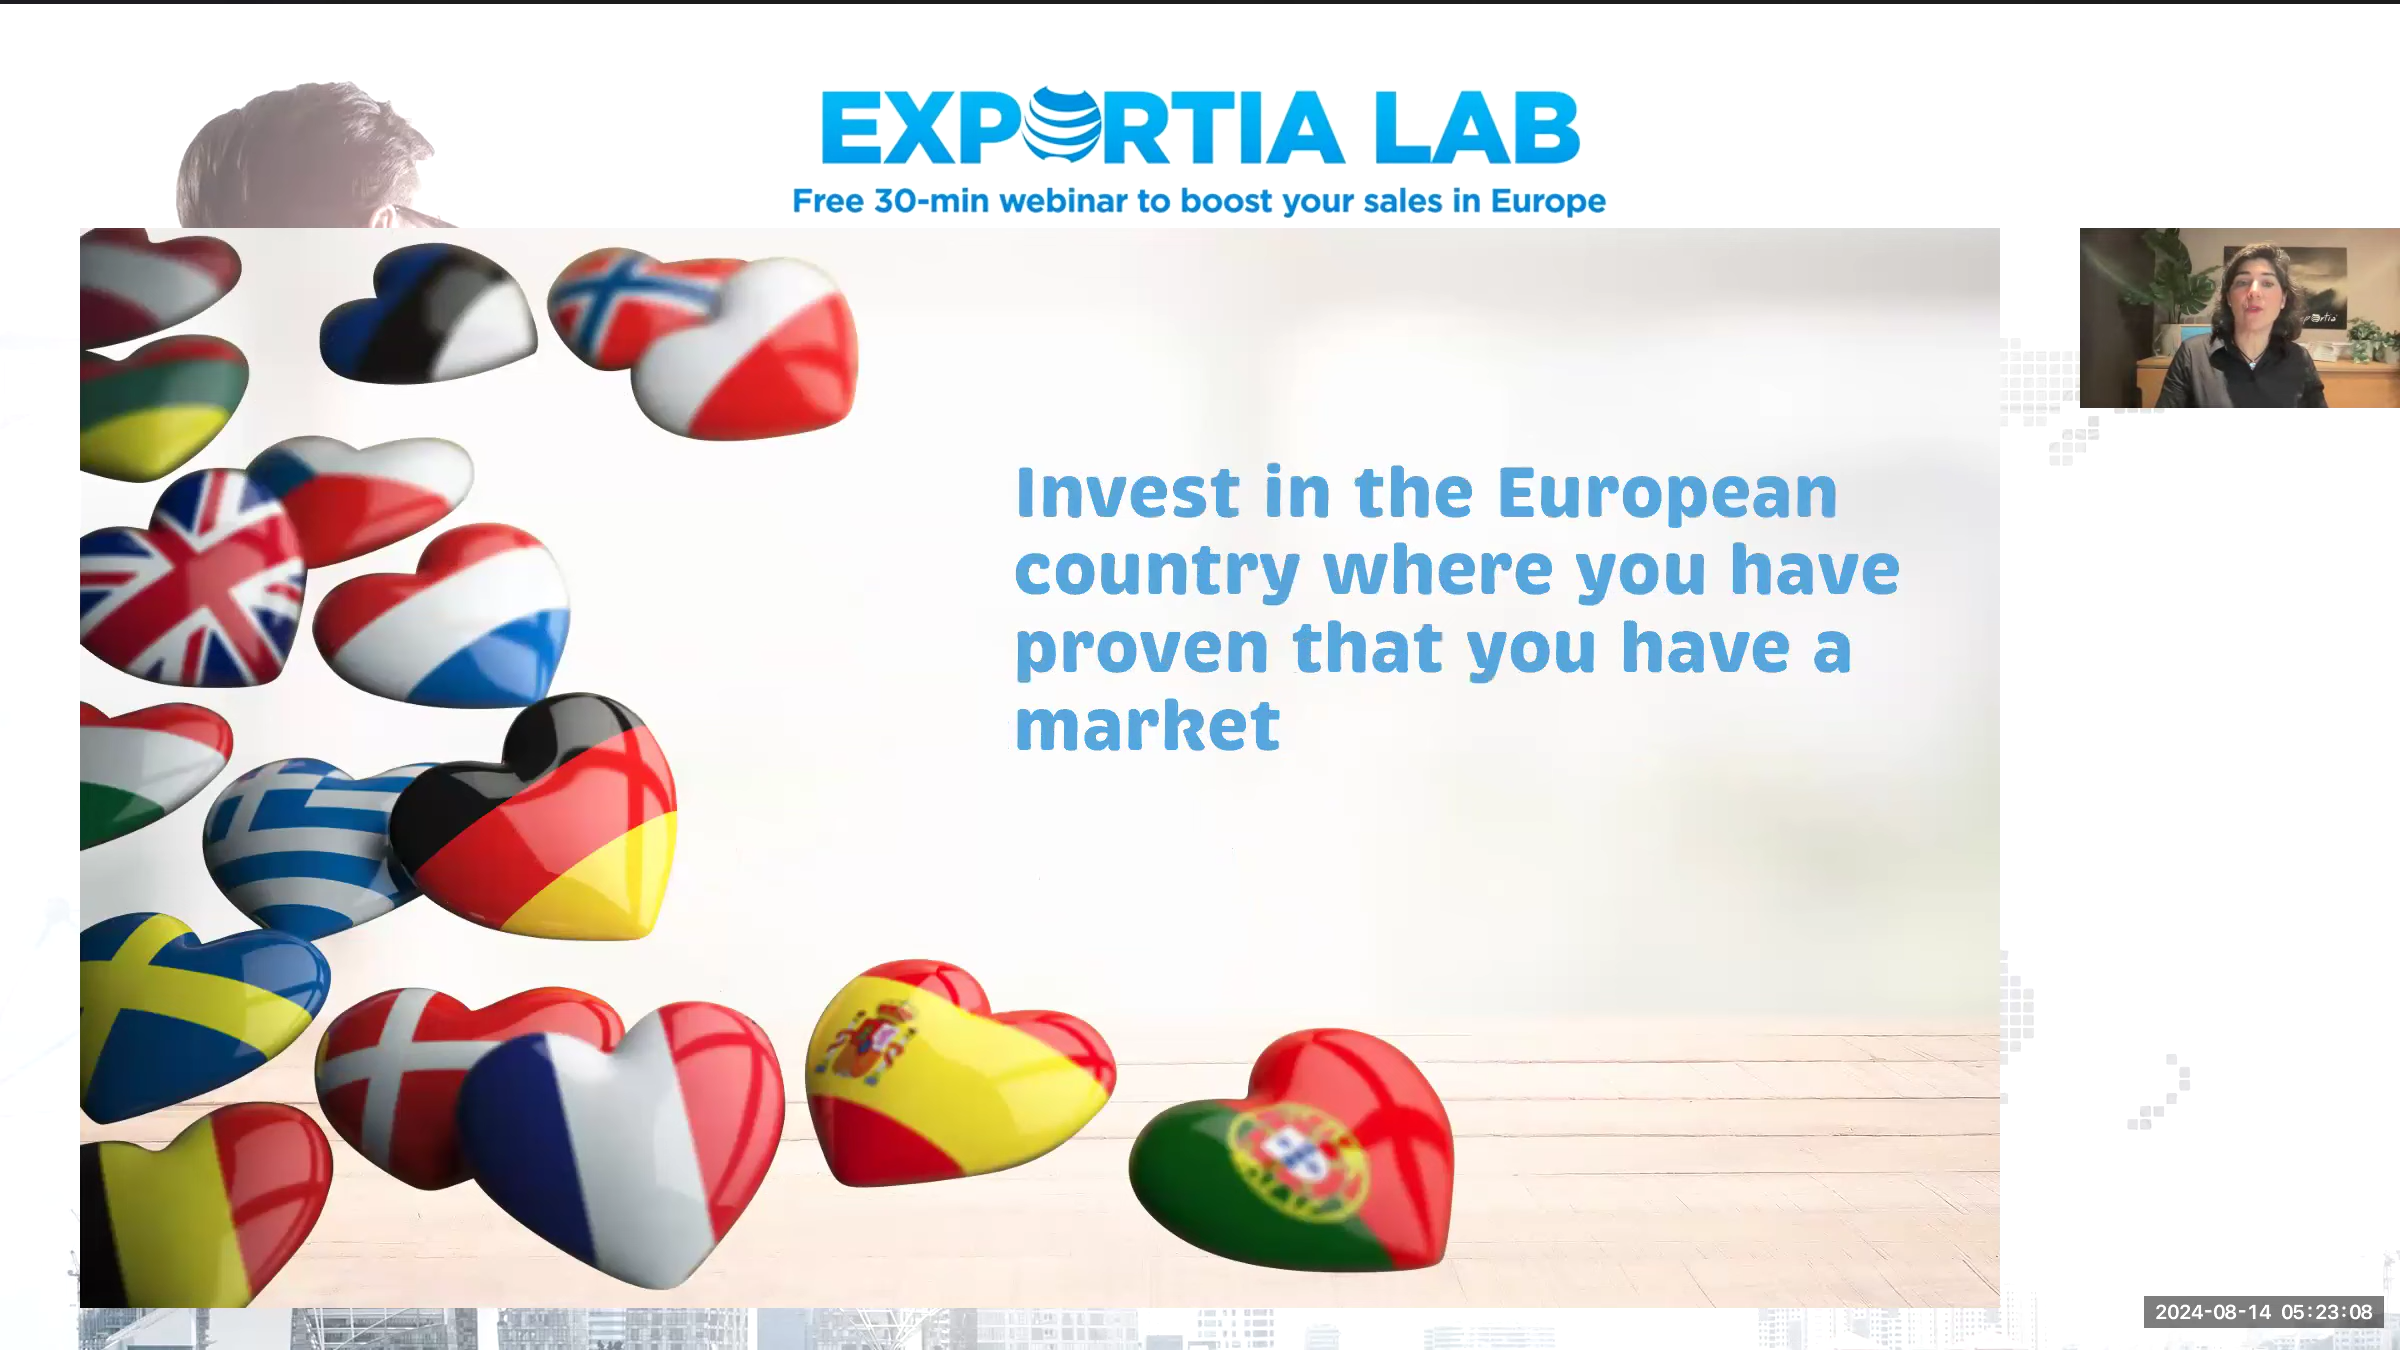 EXPORTIA LAB
Free 30-min webinar to boost your sales in Europe
Invest in the European
country where you have
proven that you have a
market
2024-08-14 05:23:08